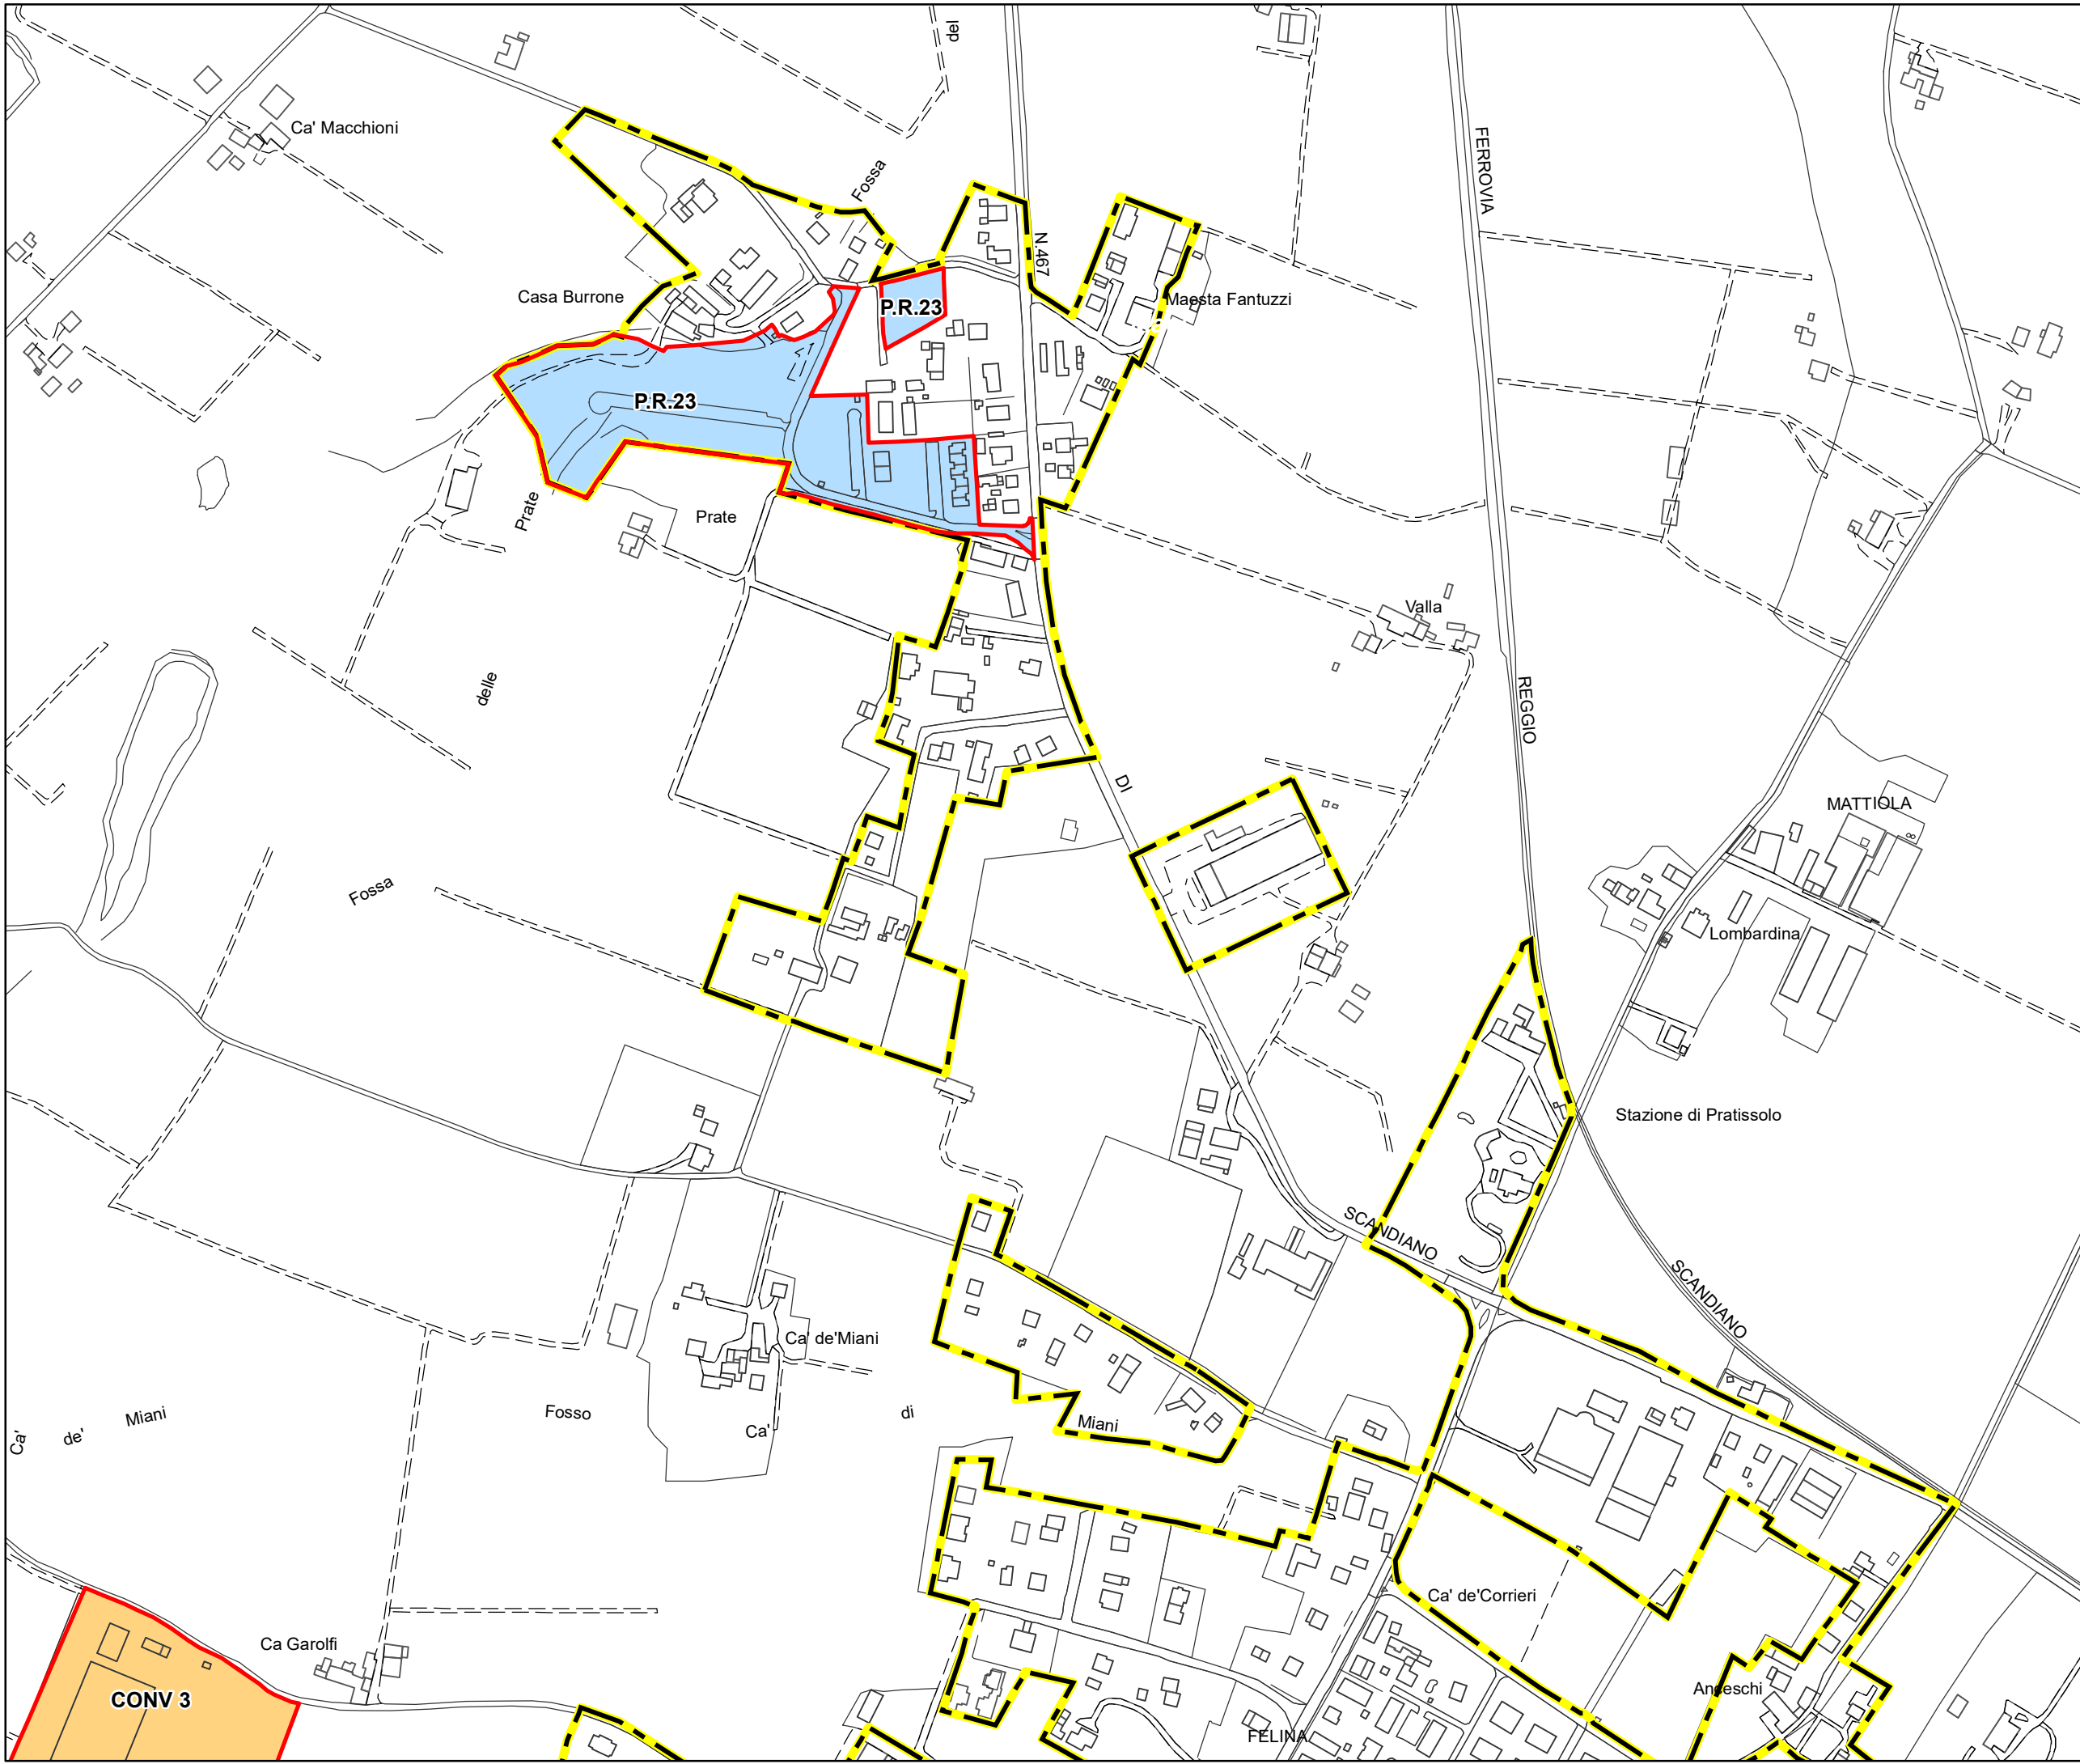 del
Ca' Macchioni
FERROVIA
Fossa
N.467
Casa Burrone
Maesta Fantuzzi
P.R.23
P.R.23
Prate
Prate
Valla
delle
REGGIO
DI
MATTIOLA
Fossa
Lombardina
Stazione di Pratissolo
SCANDIANO
SCANDIANO
Ca' de'Miani
Ca'
de'
Miani
Fosso
Ca'
di
Miani
Ca' de'Corrieri
Ca Garolfi
CONV 3
Anceschi
FELINA